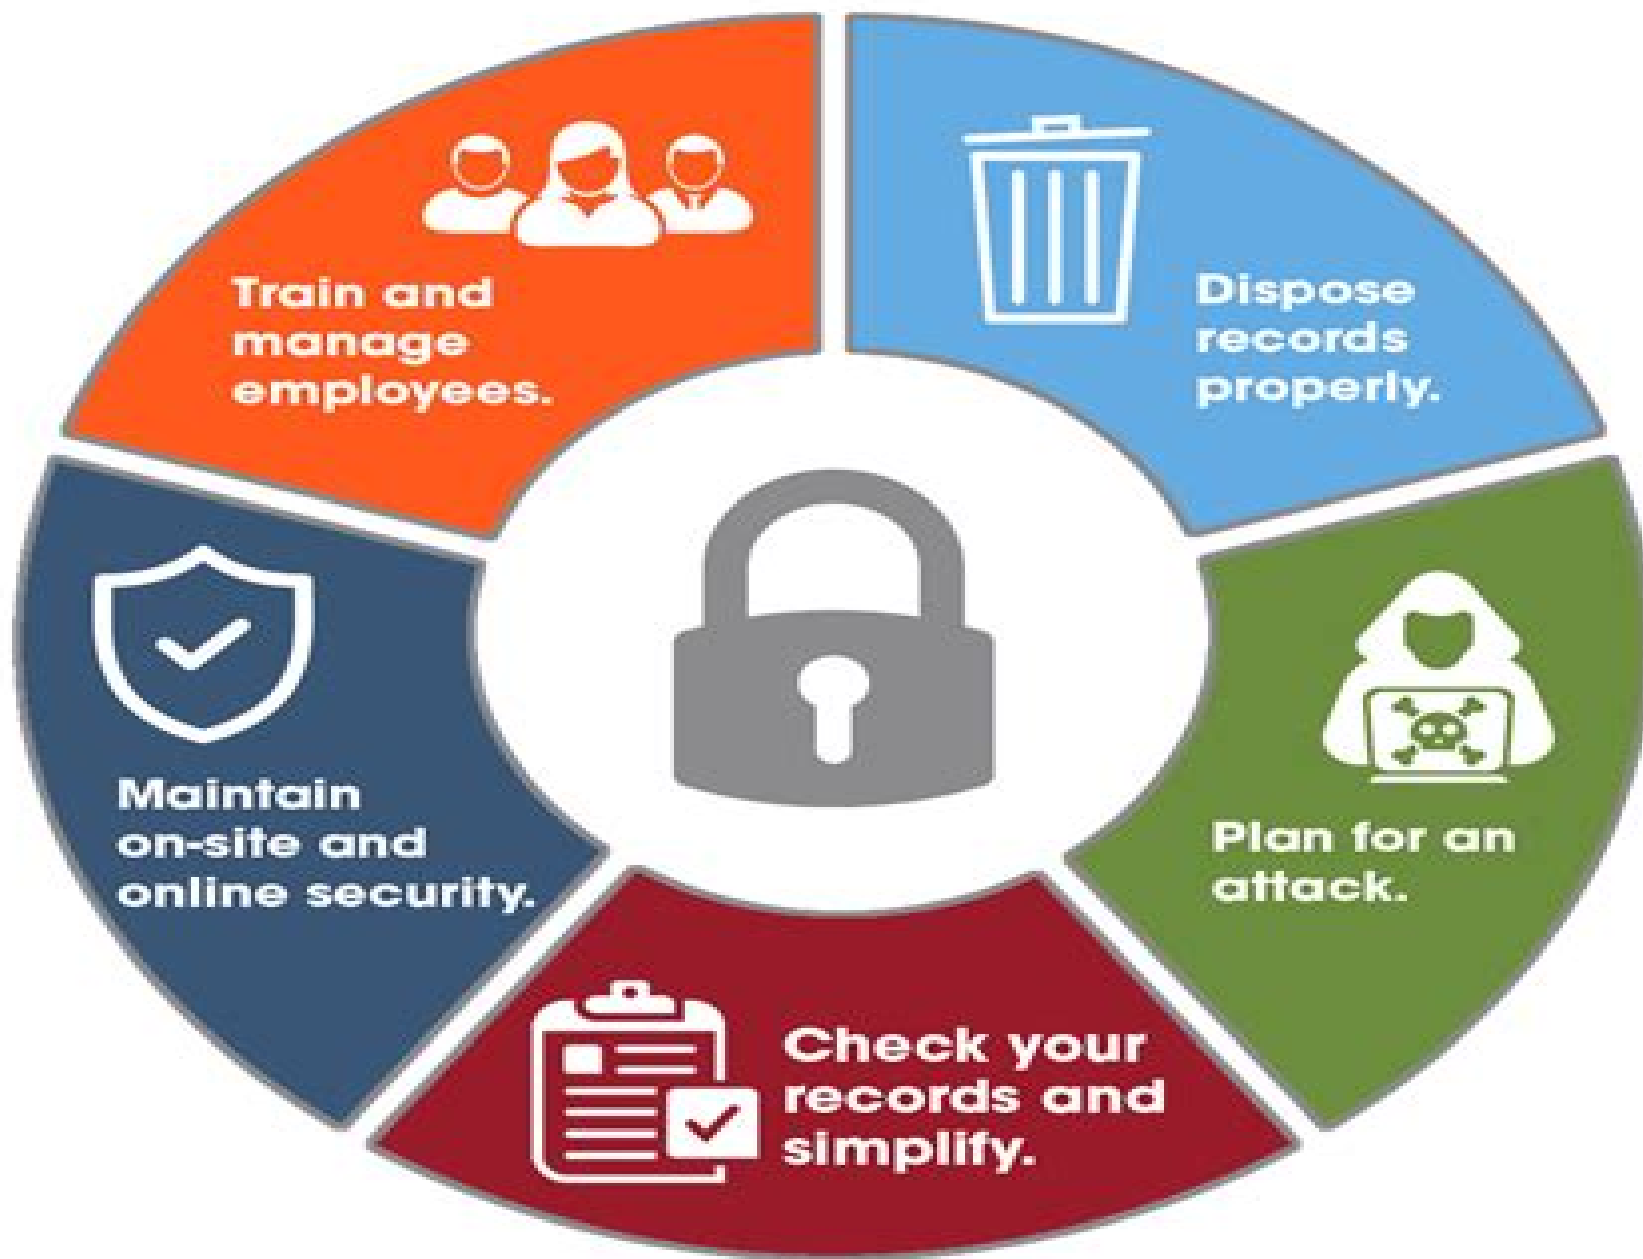 Train and
manage
employees.
Dispose
records
properly.
Plan for an
attack.
Check your
records and
simplify.
Maintain
on-site and
online security.